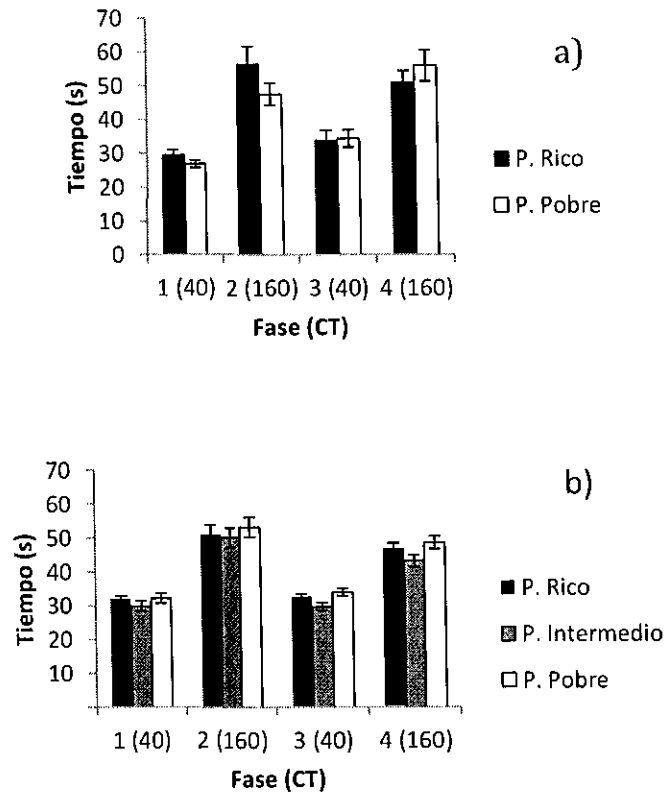 70
60
50
40
30
20
10
0
Tiempo (s)
1 (40) 2 (160) 3 (40) 4 (160)
Fase (CT)
a)
P. Rico
P. Pobre
70
60
50
40
30
20
10
Tiempo (s)
1 (40) 2 (160) 3 (40) 4 (160)
Fase (CT)
b)
P. Rico
P. Intermedio
P. Pobre